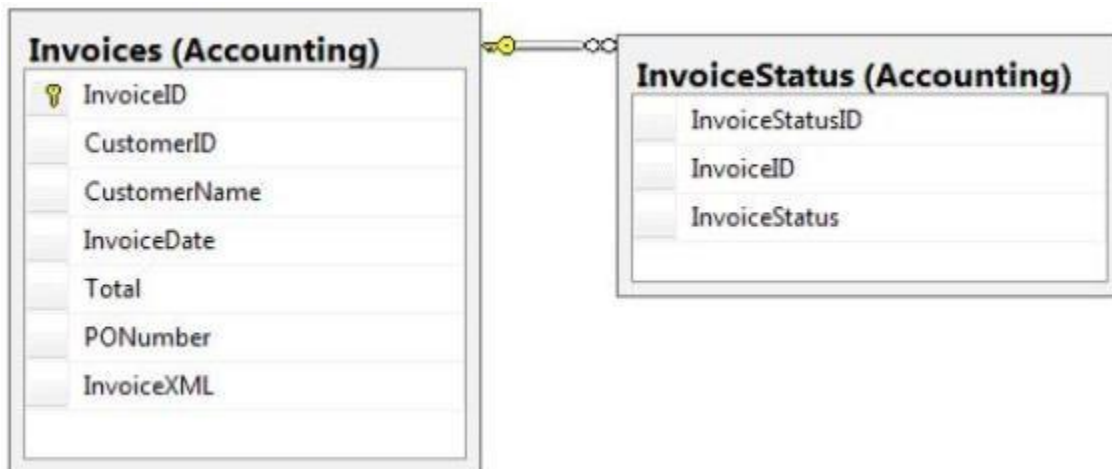 Invoices (Accounting)
InvoiceID
CustomerID
CustomerName
InvoiceDate
Total
PONumber
InvoiceXML
InvoiceStatus (Accounting)
InvoiceStatusID
InvoiceID
InvoiceStatus